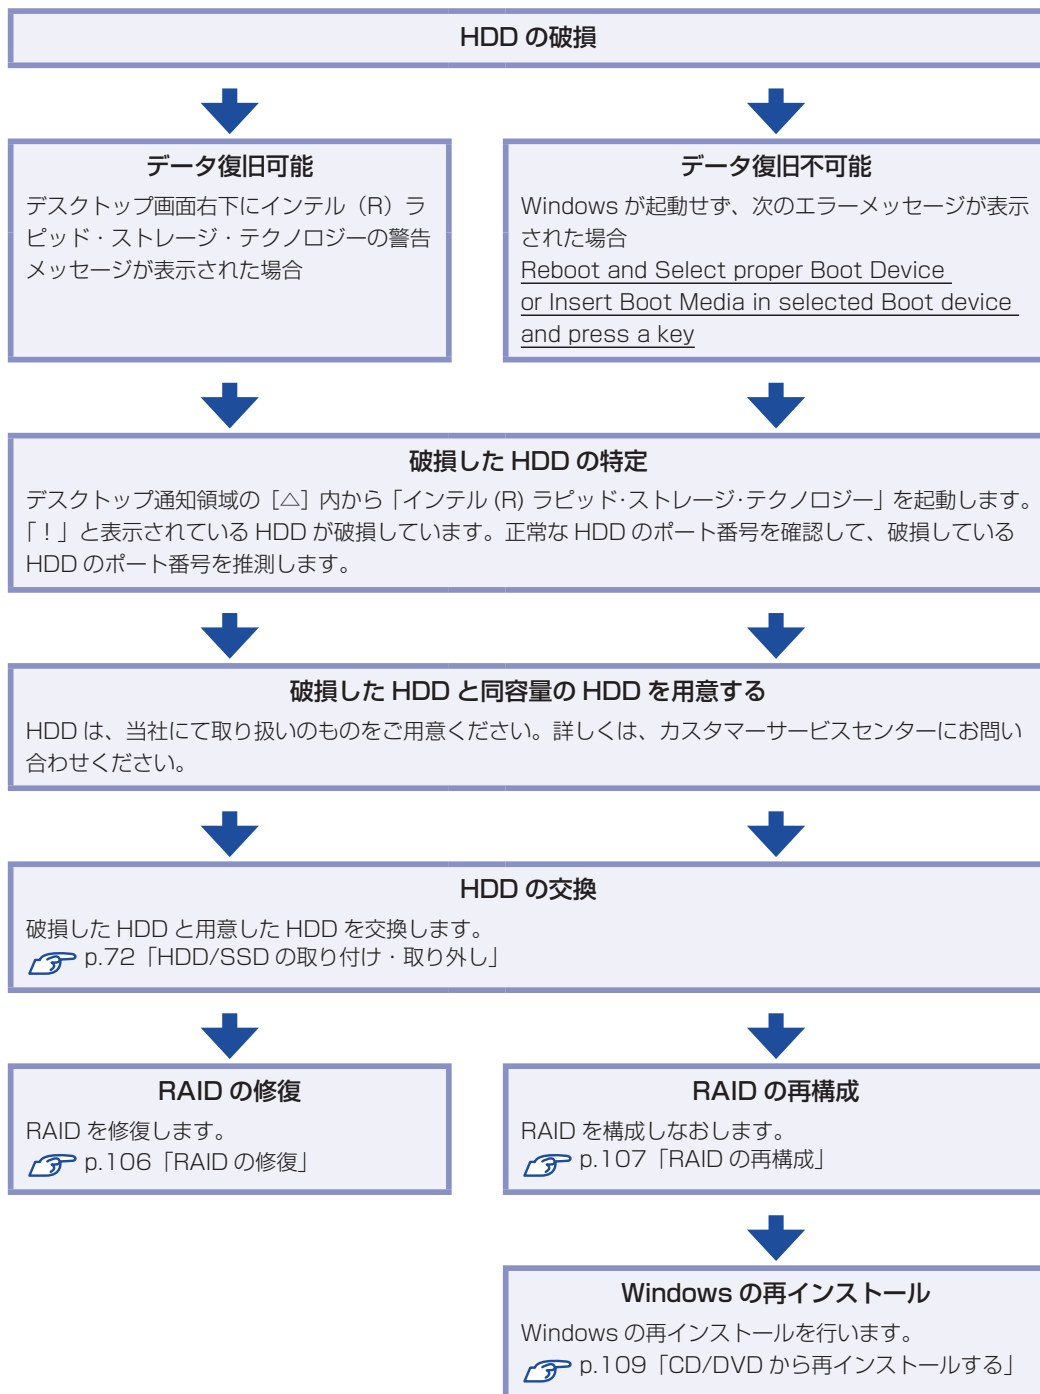 HDD の破損
データ復旧可能
デスクトップ画面右下にインテル（R）ラ
ピッド・ストレージ・テクノロジーの警告
メッセージが表示された場合
データ復旧不可能
Windows が起動せず、次のエラーメッセージが表示
された場合
Reboot and Select proper Boot Device
or Insert Boot Media in selected Boot device
and press a key
破損した HDD の特定
デスクトップ通知領域の［△］内から「インテル (R) ラピッド・ストレージ・テクノロジー」を起動します。
「！」と表示されている HDD が破損しています。正常な HDD のポート番号を確認して、破損している
HDD のポート番号を推測します。
破損した HDD と同容量の HDD を用意する
HDD は、当社にて取り扱いのものをご用意ください。詳しくは、カスタマーサービスセンターにお問い
合わせください。
HDD の交換
破損した HDD と用意した HDD を交換します。
p.72「HDD/SSD の取り付け・取り外し」
RAID の修復
RAID を修復します。
p.106「RAID の修復」
RAID の再構成
RAID を構成しなおします。
p.107「RAID の再構成」
Windows の再インストール
Windows の再インストールを行います。
p.109「CD/DVD から再インストールする」